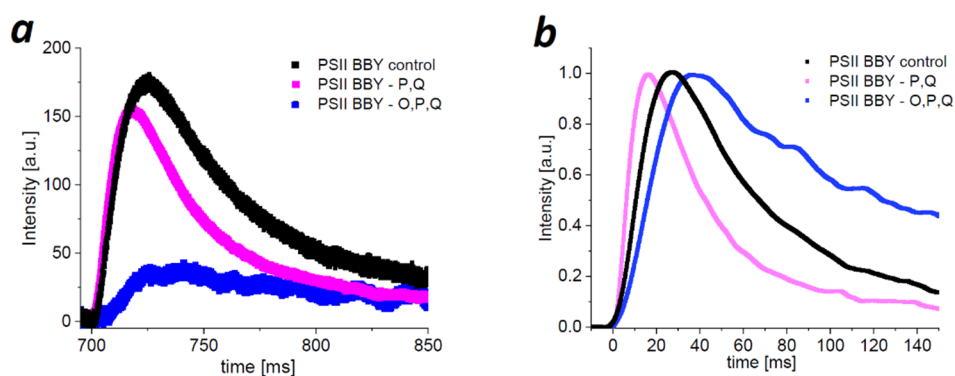 a
PSII BBY control
PSII BBY - P,Q
PSII BBY - O,P,Q
200
150
100
50
0
Intensity [a.u.]
700
750
800
850
time [ms]
b
PSII BBY control
PSII BBY - P,Q
PSII BBY - O,P,Q
1.0
0.8
0.6
0.4
0.2
0.0
Intensity [a.u.]
0
20
40
60
80
100
120
140
time [ms]